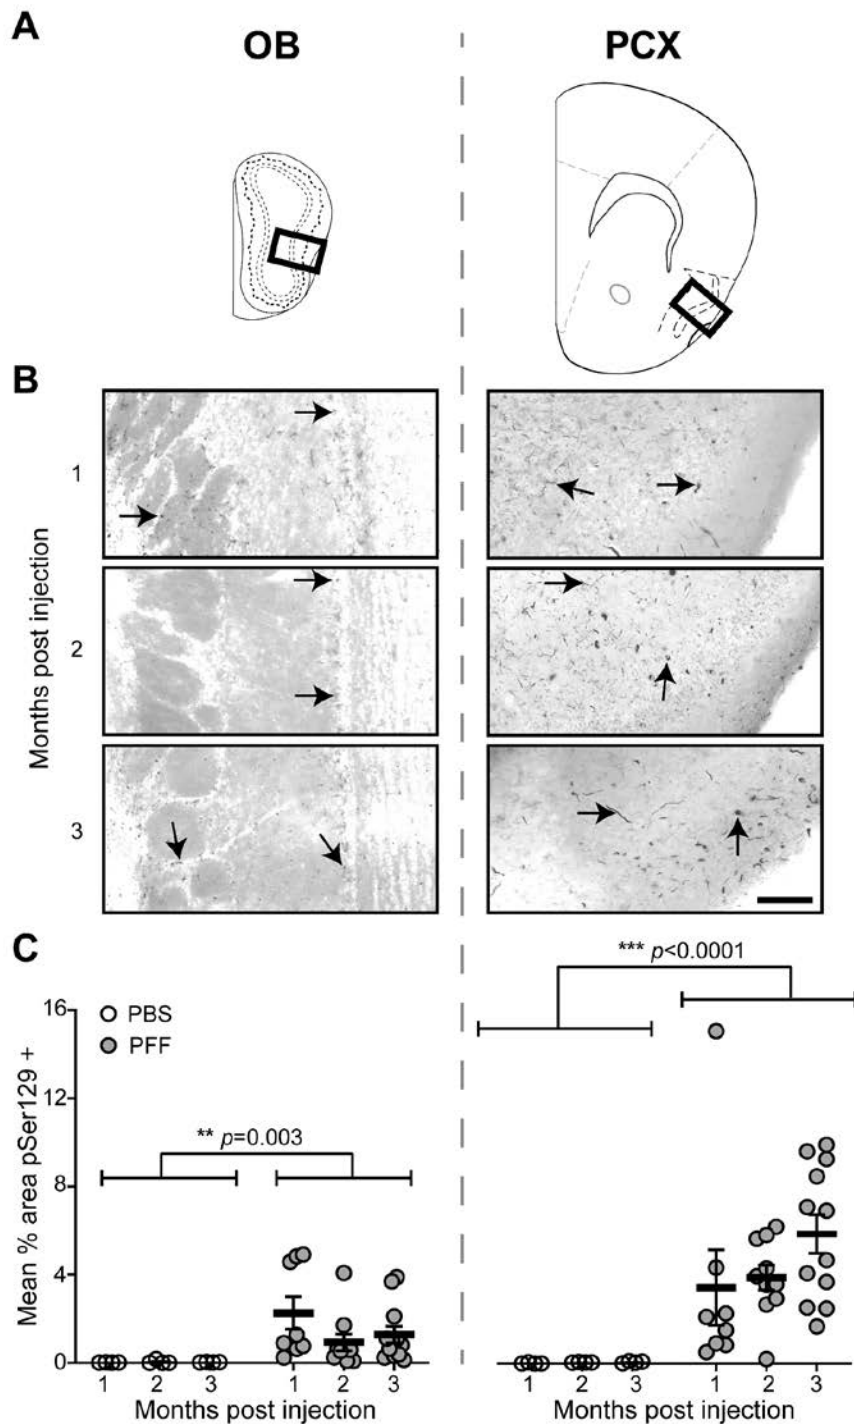 A
OB
PCX
B
1
2
3
Months post injection
C
*** p<0.0001
16
12
8
4
0
Mean % area pSer129 +
PBS
PFF
** p=0.003
1 2 3 1 2 3
1 2 3 1 2 3
Months post injection
Months post injection